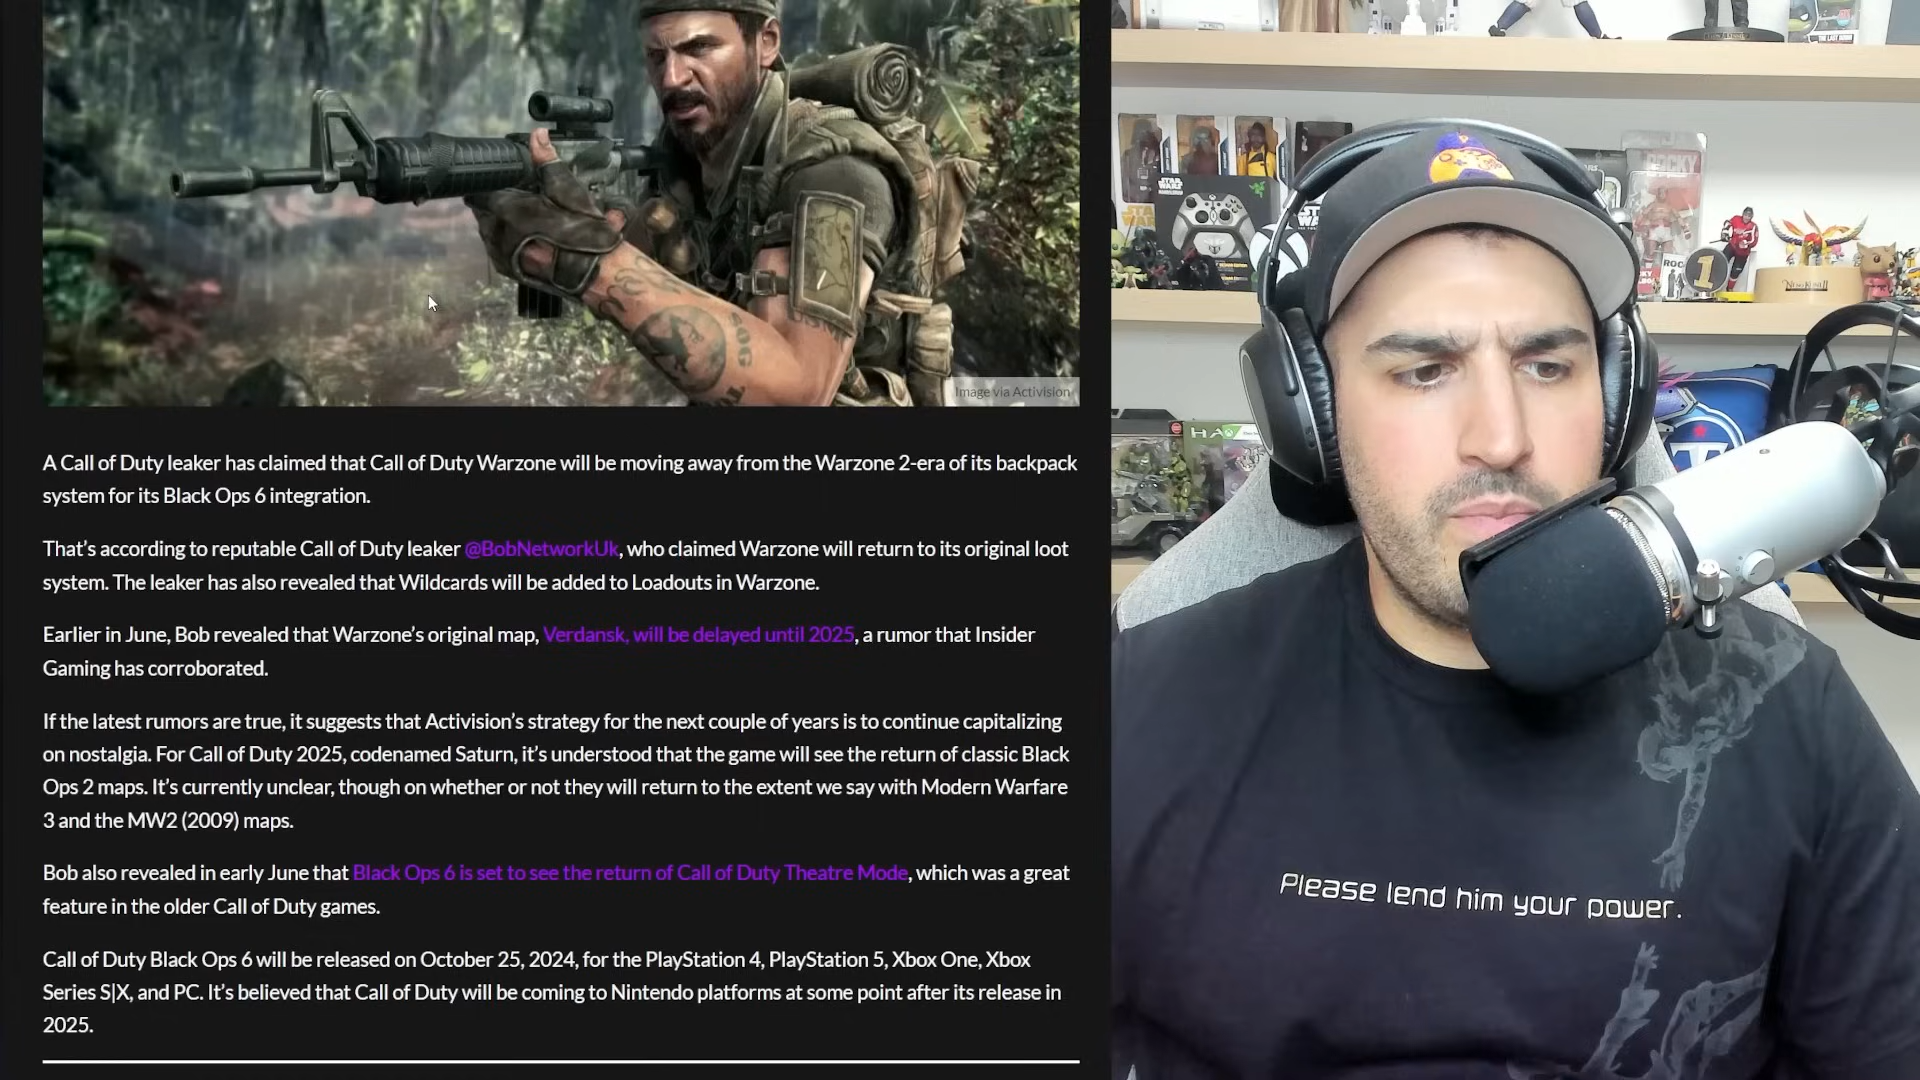 Image via Activision
A Call of Duty leaker has claimed that Call of Duty Warzone will be moving away from the Warzone 2-era of its backpack
system for its Black Ops 6 integration.
That’s according to reputable Call of Duty leaker @BobNetworkUk, who claimed Warzone will return to its original loot
system. The leaker has also revealed that Wildcards will be added to Loadouts in Warzone.
Earlier in June, Bob revealed that Warzone’s original map, Verdansk, will be delayed until 2025, a rumor that Insider
Gaming has corroborated.
If the latest rumors are true, it suggests that Activision’s strategy for the next couple of years is to continue capitalizing
on nostalgia. For Call of Duty 2025, codenamed Saturn, it’s understood that the game will see the return of classic Black
Ops 2 maps. It’s currently unclear, though on whether or not they will return to the extent we say with Modern Warfare
3 and the MW2 (2009) maps.
Bob also revealed in early June that Black Ops 6 is set to see the return of Call of Duty Theatre Mode, which was a great
feature in the older Call of Duty games.
Call of Duty Black Ops 6 will be released on October 25, 2024, for the PlayStation 4, PlayStation 5, Xbox One, Xbox
Series S|X, and PC. It’s believed that Call of Duty will be coming to Nintendo platforms at some point after its release in
2025.
SOG
STAR
WARS
ROCKY
1
HA
Please lend him your power.